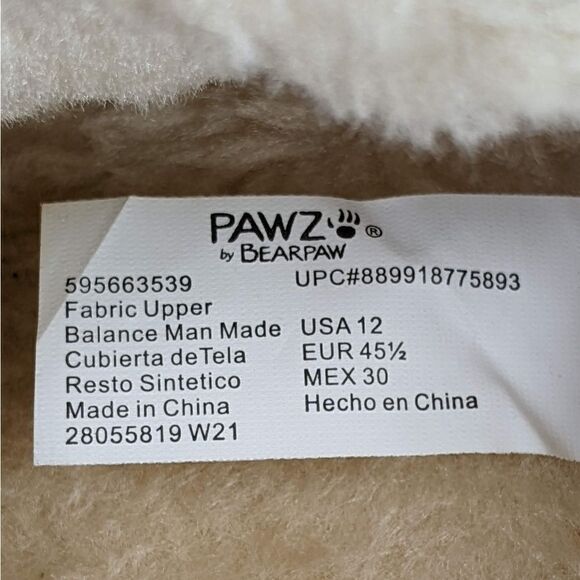 PAWZ®
by BEARPAW
595663539 UPC#889918775893
Fabric Upper
Balance Man Made USA 12
Cubierta deTela EUR 45½
Resto Sintetico MEX 30
Made in China Hecho en China
28055819 W21